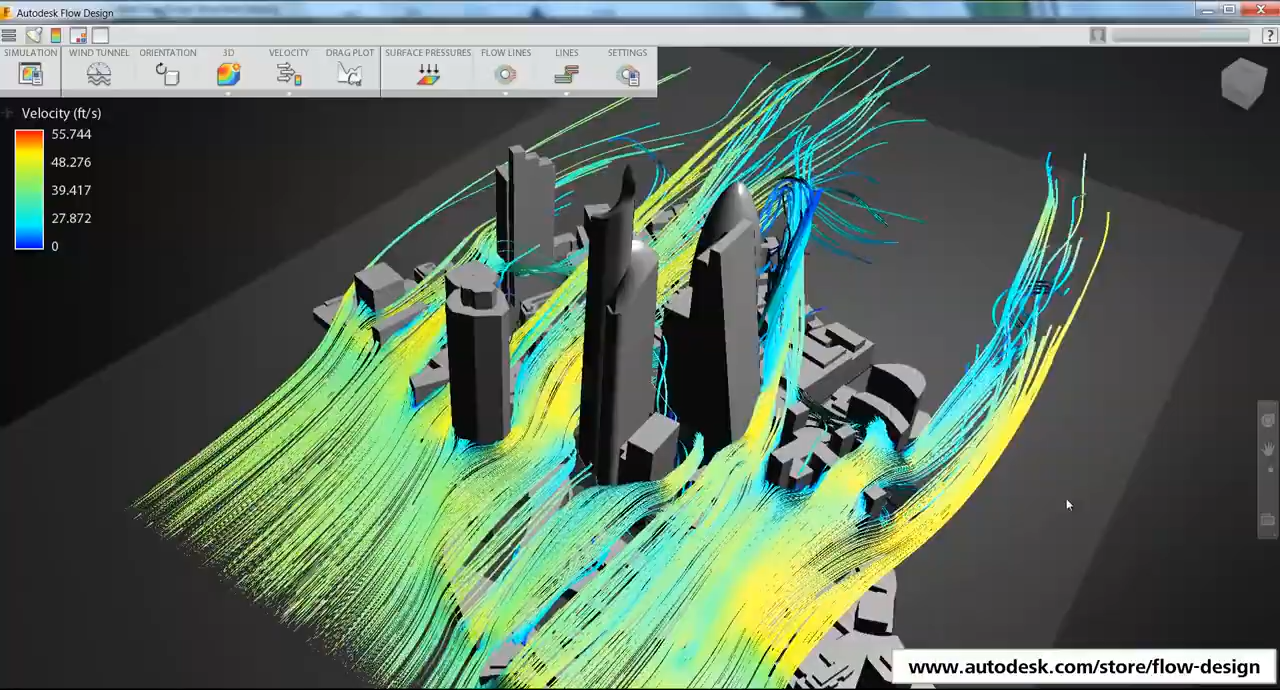 Autodesk Flow Design
SIMULATION WIND TUNNEL ORIENTATION 3D VELOCITY DRAG PLOT SURFACE PRESSURES FLOW LINES LINES SETTINGS
Velocity (ft/s)
55.744
48.276
39.417
27.872
0
www.autodesk.com/store/flow-design